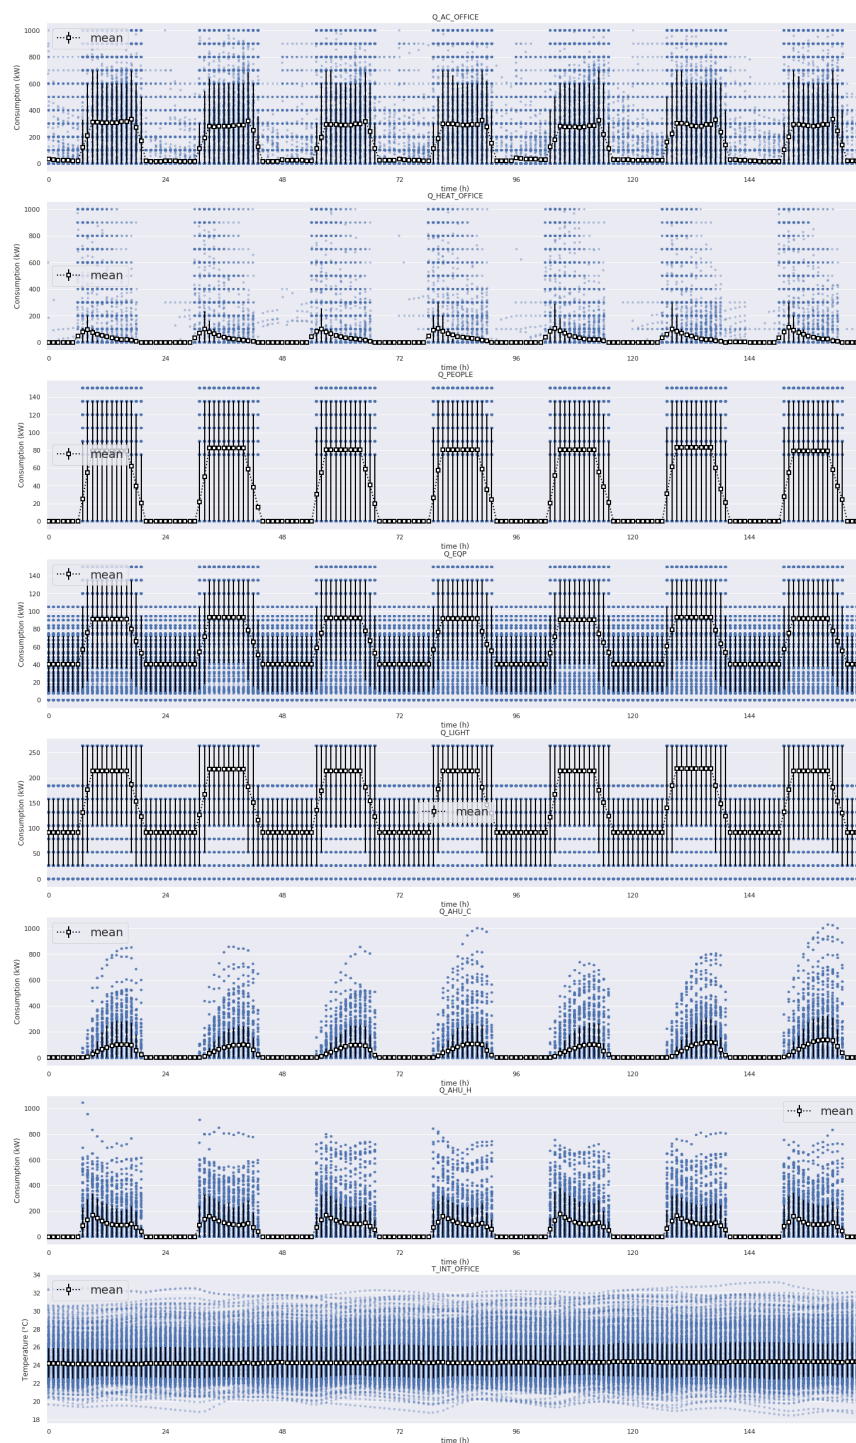 Q_AC_OFFICE
mean
Consumption (kW)
1000
800
600
400
200
0
0 24 48 72 96 120 144
time (h)
Q_HEAT_OFFICE
mean
Consumption (kW)
1000
800
600
400
200
0
0 24 48 72 96 120 144
time (h)
Q_PEOPLE
mean
Consumption (kW)
140
120
100
80
60
40
20
0
0 24 48 72 96 120 144
time (h)
Q_EQP
mean
Consumption (kW)
140
120
100
80
60
40
20
0
0 24 48 72 96 120 144
time (h)
Q_LIGHT
mean
Consumption (kW)
250
200
150
100
50
0
0 24 48 72 96 120 144
time (h)
Q_AHU_C
mean
Consumption (kW)
1000
800
600
400
200
0
0 24 48 72 96 120 144
time (h)
Q_AHU_H
mean
Consumption (kW)
1000
800
600
400
200
0
0 24 48 72 96 120 144
time (h)
T_INT_OFFICE
mean
Temperature (°C)
34
32
30
28
26
24
22
20
18
0 24 48 72 96 120 144
time (h)